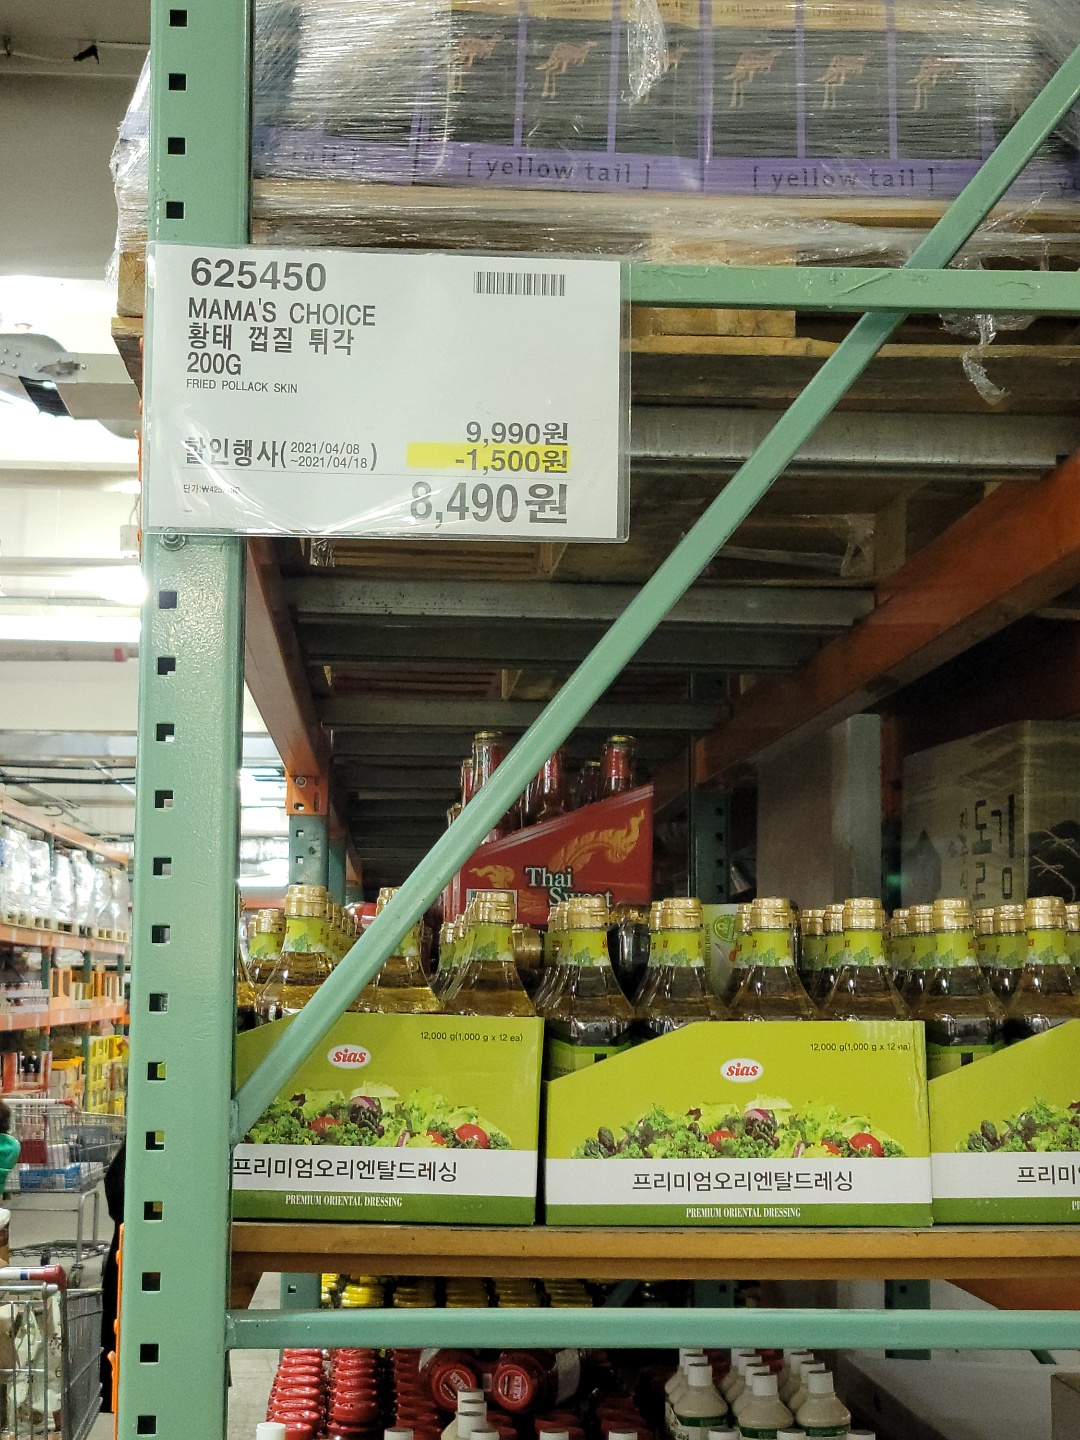 [ yellow tail ]
[ yellow tail ]
625450
MAMA'S CHOICE
황태 껍질 튀각
200G
FRIED POLLACK SKIN
9,990원
할인행사(2021/04/08
~2021/04/18)
-1,500원
8,490원
Thai
Sweet
12,000 g(1,000 g x 12 ea)
sias
프리미엄오리엔탈드레싱
PREMIUM ORIENTAL DRESSING
12,000 g(1,000 g x 12 ea)
sias
프리미엄오리엔탈드레싱
PREMIUM ORIENTAL DRESSING
프리미